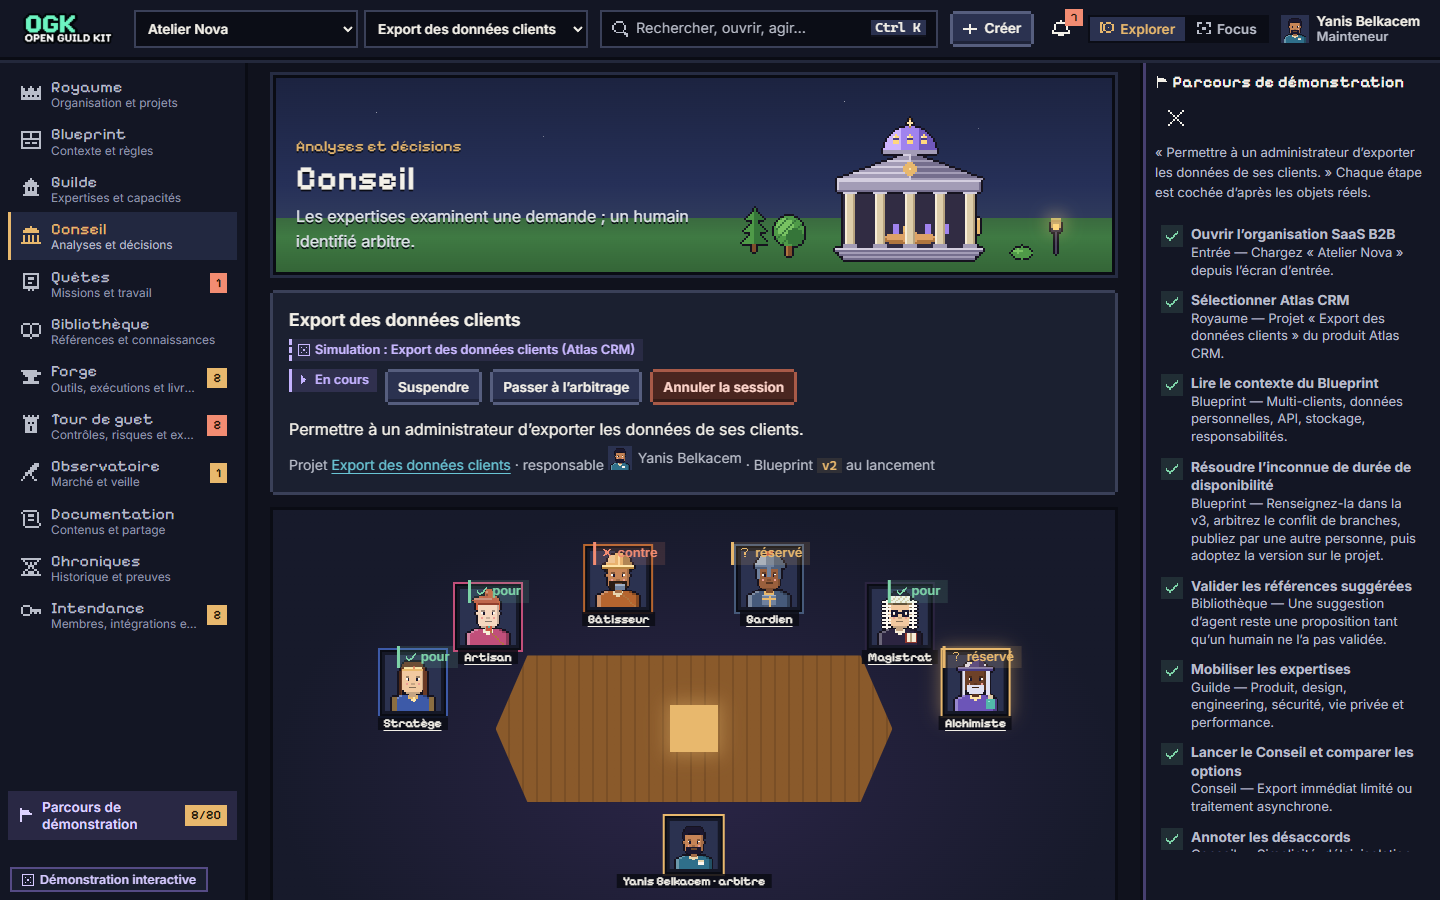 OGK
OPEN GUILD KIT
Atelier Nova
Export des données clients
Rechercher, ouvrir, agir...
Ctrl K
Créer
Explorer
Focus
Yanis Belkacem
Mainteneur
Royaume
Organisation et projets
Blueprint
Contexte et règles
Guilde
Expertises et capacités
Conseil
Analyses et décisions
Quêtes
Missions et travail
1
Bibliothèque
Références et connaissances
Forge
Outils, exécutions et livr...
8
Tour de guet
Contrôles, risques et ex...
8
Observatoire
Marché et veille
1
Documentation
Contenus et partage
Chroniques
Historique et preuves
Intendance
Membres, intégrations e...
8
Parcours de
démonstration
8/80
Démonstration interactive
Analyses et décisions
Conseil
Les expertises examinent une demande ; un humain
identifié arbitre.
Export des données clients
Simulation : Export des données clients (Atlas CRM)
En cours
Suspendre
Passer à l’arbitrage
Annuler la session
Permettre à un administrateur d’exporter les données de ses clients.
Projet Export des données clients · responsable Yanis Belkacem · Blueprint v2 au lancement
contre
Bâtisseur
? réservé
Gardien
pour
Artisan
pour
Magistrat
pour
Stratège
? réservé
Alchimiste
Yanis Belkacem · arbitre
Parcours de démonstration
« Permettre à un administrateur d’exporter
les données de ses clients. » Chaque étape
est cochée d’après les objets réels.
Ouvrir l’organisation SaaS B2B
Entrée — Chargez « Atelier Nova »
depuis l’écran d’entrée.
Sélectionner Atlas CRM
Royaume — Projet « Export des
données clients » du produit Atlas
CRM.
Lire le contexte du Blueprint
Blueprint — Multi-clients, données
personnelles, API, stockage,
responsabilités.
Résoudre l’inconnue de durée de
disponibilité
Blueprint — Renseignez-la dans la
v3, arbitrez le conflit de branches,
publiez par une autre personne, puis
adoptez la version sur le projet.
Valider les références suggérées
Bibliothèque — Une suggestion
d’agent reste une proposition tant
qu’un humain ne l’a pas validée.
Mobiliser les expertises
Guilde — Produit, design,
engineering, sécurité, vie privée et
performance.
Lancer le Conseil et comparer les
options
Conseil — Export immédiat limité ou
traitement asynchrone.
Annoter les désaccords